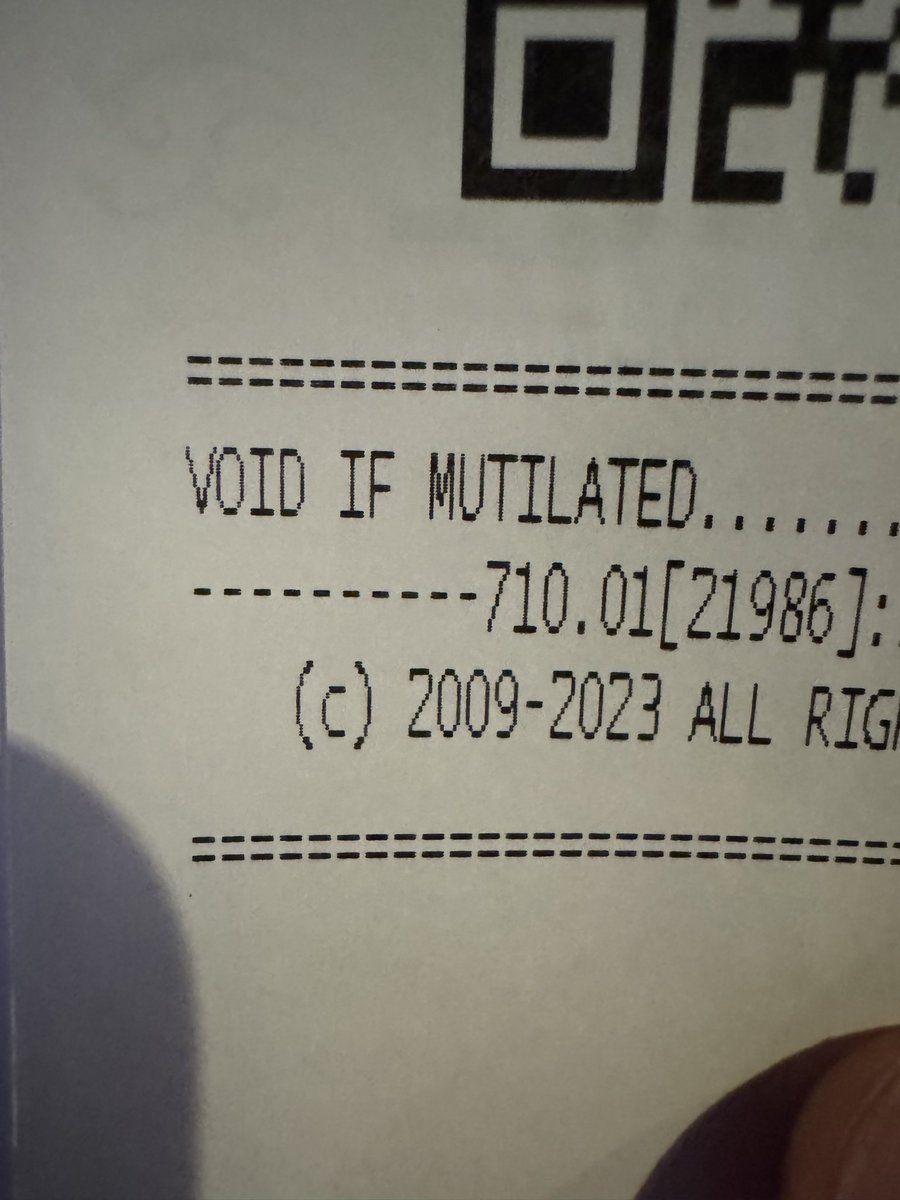 =======================
VOID IF MUTILATED.......
----------710.01[21986]:
(c) 2009-2023 ALL
=======================